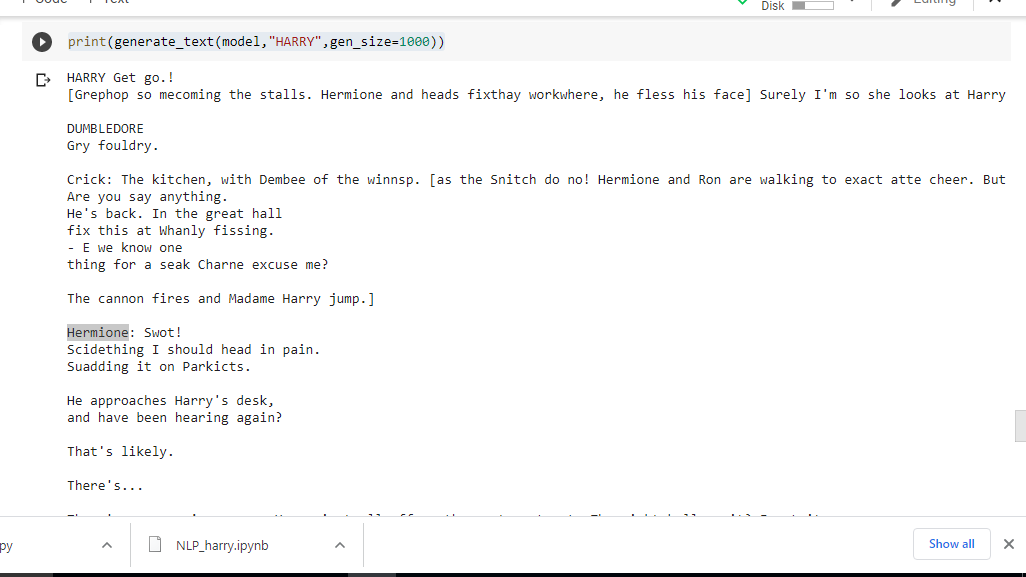 + Code + Text
Disk
Editing
print(generate_text(model,"HARRY",gen_size=1000))
HARRY Get go.!
[Grephop so mecoming the stalls. Hermione and heads fixthay workwhere, he fless his face] Surely I'm so she looks at Harry
DUMBLEDORE
Gry fouldry.
Crick: The kitchen, with Dembee of the winnsp. [as the Snitch do no! Hermione and Ron are walking to exact atte cheer. But
Are you say anything.
He's back. In the great hall
fix this at Whanly fissing.
- E we know one
thing for a seak Charne excuse me?
The cannon fires and Madame Harry jump.]
Hermione: Swot!
Scidething I should head in pain.
Suadding it on Parkicts.
He approaches Harry's desk,
and have been hearing again?
That's likely.
There's...
py
NLP_harry.ipynb
Show all